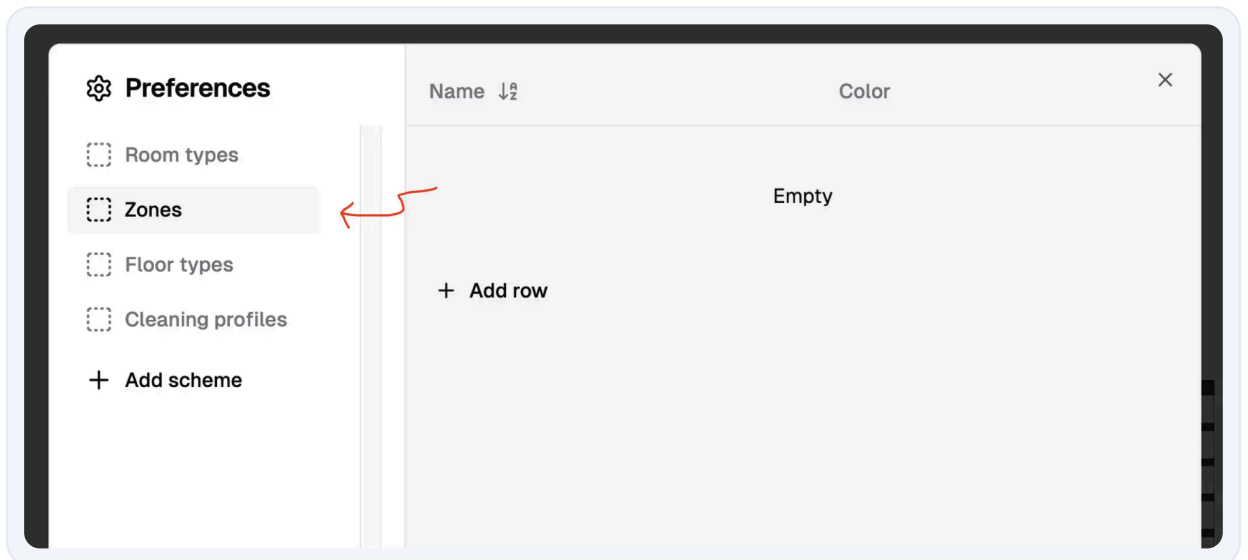 Preferences
Room types
Zones
Floor types
Cleaning profiles
Add scheme
Name
Color
Empty
Add row